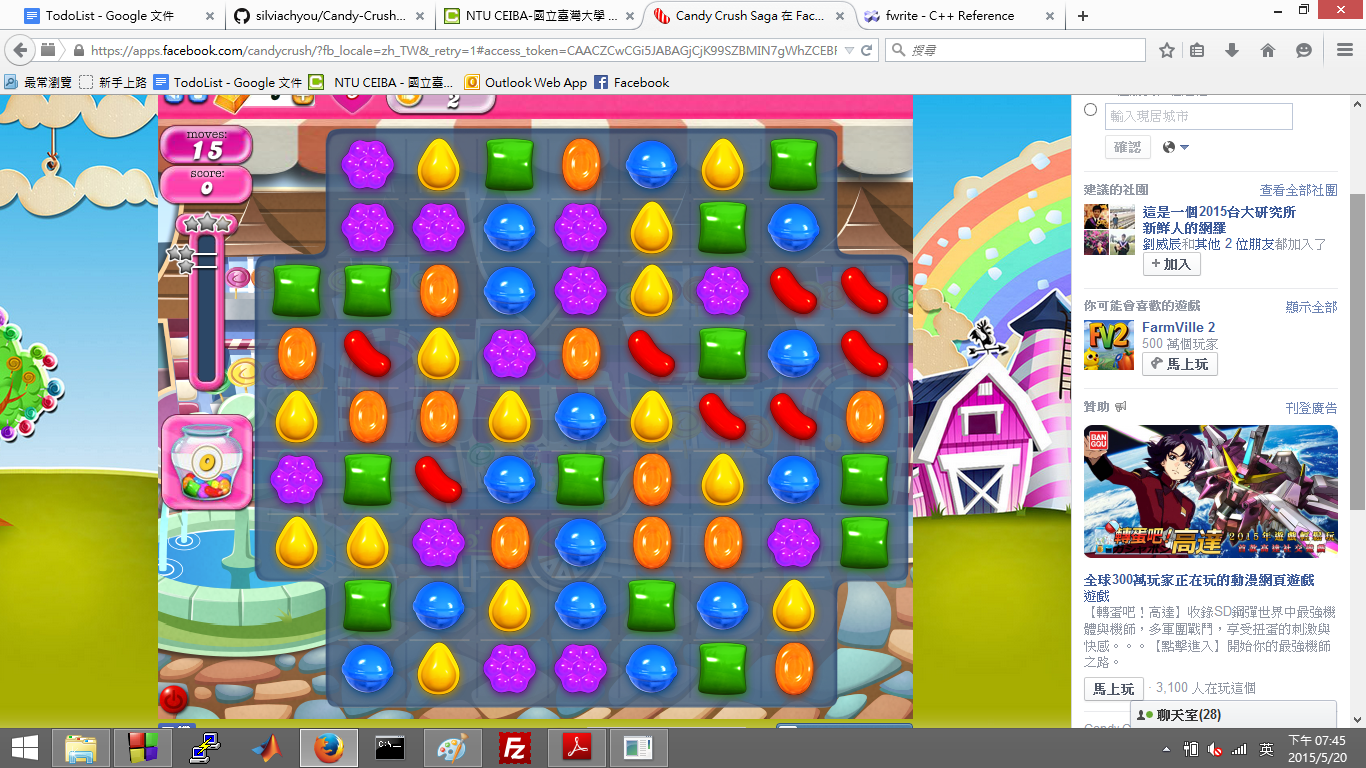 TodoList - Google 文件
silviachyou/Candy-Crush...
NTU CEIBA-國立臺灣大學 ...
Candy Crush Saga 在 Fac...
fwrite - C++ Reference
https://apps.facebook.com/candycrush/?fb_locale=zh_TW&_retry=1#access_token=CAACZCwCGi5JABAGjCjK99SZBMIN7gWhZCEBF
搜尋
最常瀏覽
新手上路
TodoList - Google 文件
NTU CEIBA - 國立臺...
Outlook Web App
Facebook
2
moves:
15
score:
0
輸入現居城市
確認
建議的社團
查看全部社團
這是一個2015台大研究所
新鮮人的網羅
劉威辰和其他 2 位朋友都加入了
+ 加入
你可能會喜歡的遊戲
顯示全部
FV2
FarmVille 2
500 萬個玩家
馬上玩
贊助
刊登廣告
BAN
GQU
轉蛋吧!高達
全球300萬玩家正在玩的動漫網頁遊戲
遊戲
【轉蛋吧！高達】收錄SD鋼彈世界中最強機
體與機師，多軍團戰鬥，享受扭蛋的刺激與
快感。。。【點擊進入】開始你的最強機師
之路。
馬上玩
· 3,100 人在玩這個
聊天室(28)
C:\_
Fz
英
下午 07:45
2015/5/20